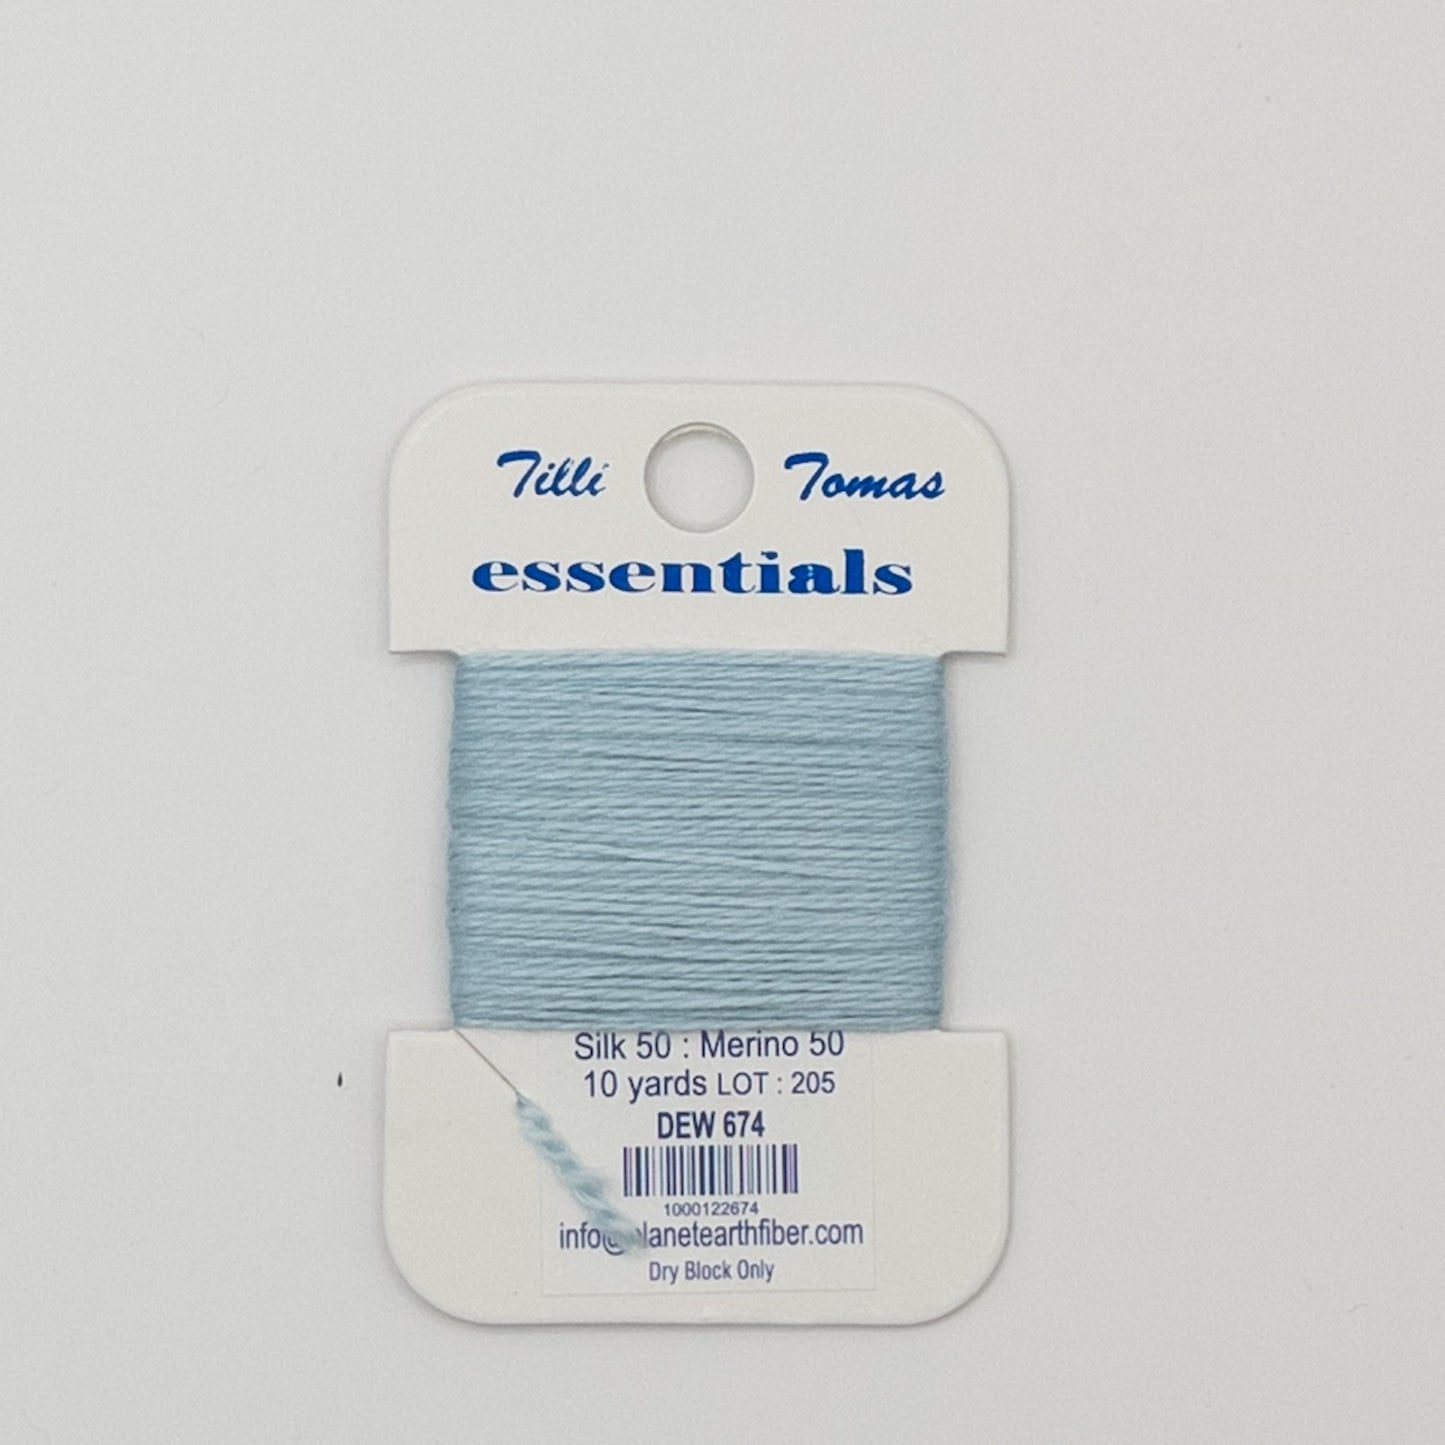 Tilli Tomas
essentials
Silk 50 : Merino 50
10 yards LOT : 205
DEW 674
1000122674
Dry Block Only